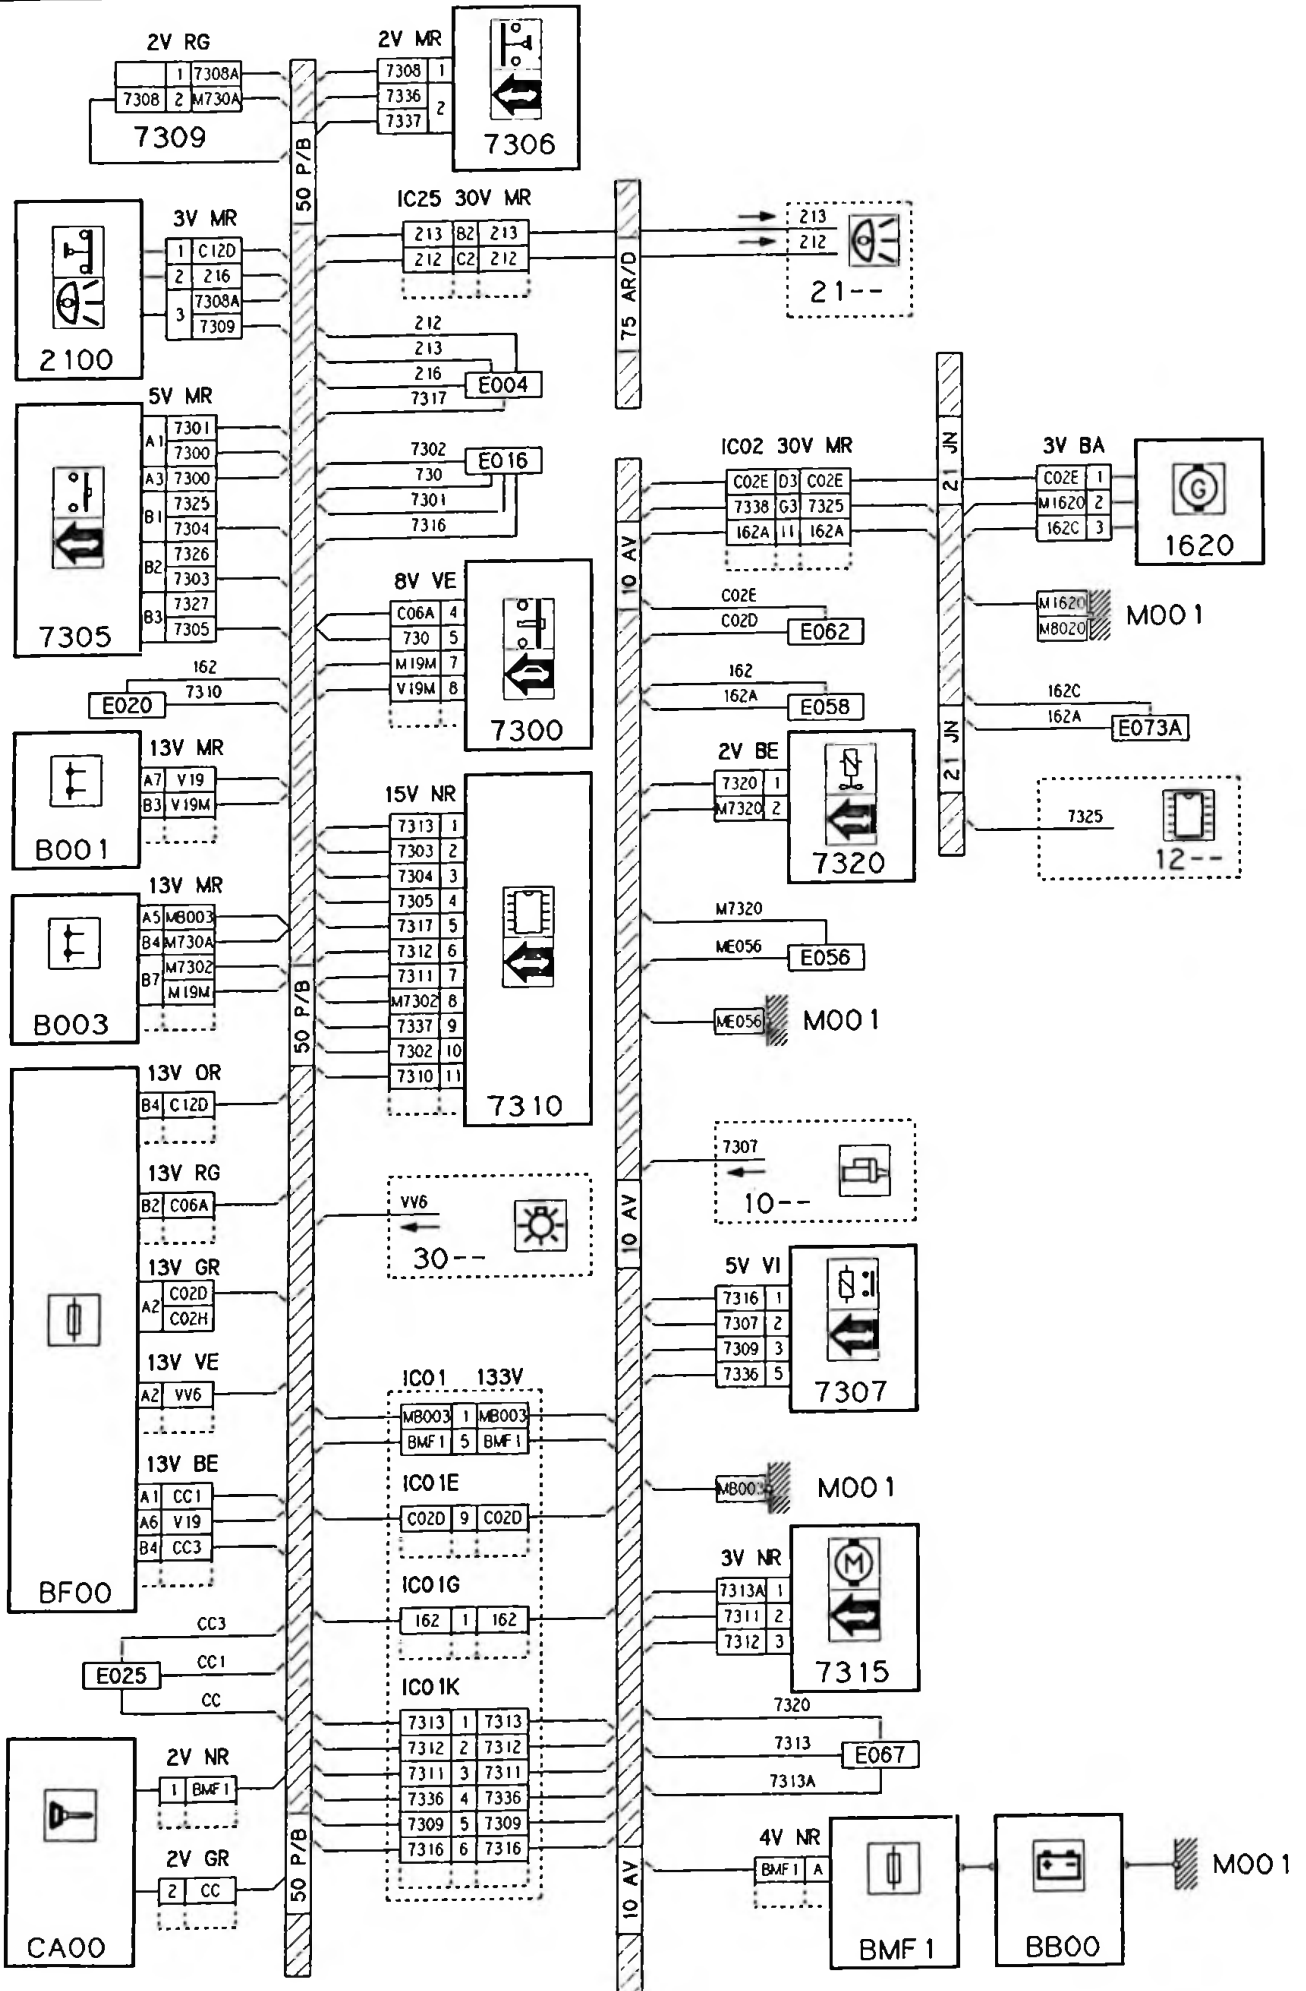 2V RG
1 7308A
7308 2 M730A
7309
2V MR
7308 1
7336
7337 2
7306
50 P/B
3V MR
1 C12D
2 216
7308A
3
7309
2100
IC25 30V MR
213 B2 213
212 C2 212
75 AR/D
213
212
21--
212
213
216
7317
E004
5V MR
A1 7301
7300
A3 7300
B1 7325
7304
B2 7326
7303
B3 7327
7305
7305
7302
730
7301
7316
E016
IC02 30V MR
C02E D3 C02E
7338 G3 7325
162A 11 162A
10 AV
21 JN
3V BA
C02E 1
M1620 2
162C 3
G
1620
8V VE
C06A 4
730 5
M19M 7
V19M 8
7300
C02E
C02D
E062
M1620
M8020
M001
162
7310
E020
162
162A
E058
162C
162A
E073A
21 JN
13V MR
A7 V19
B3 V19M
B001
2V BE
7320 1
M7320 2
7320
7325
12--
15V NR
7313 1
7303 2
7304 3
7305 4
7317 5
7312 6
7311 7
M7302 8
7337 9
7302 10
7310 11
7310
13V MR
A5 MB003
B4 M730A
B7 M7302
M19M
B003
50 P/B
M7320
ME056
E056
ME056
M001
13V OR
B4 C12D
13V RG
B2 C06A
13V GR
A2 C02D
C02H
13V VE
A2 VV6
13V BE
A1 CC1
A6 V19
B4 CC3
BF00
VV6
30--
7307
10--
10 AV
5V VI
7316 1
7307 2
7309 3
7336 5
7307
IC01 133V
MB003 1 MB003
BMF1 5 BMF1
IC01E
C02D 9 C02D
IC01G
162 1 162
IC01K
7313 1 7313
7312 2 7312
7311 3 7311
7336 4 7336
7309 5 7309
7316 6 7316
MB003
M001
3V NR
7313A 1
7311 2
7312 3
M
7315
CC3
CC1
CC
E025
7320
7313
7313A
E067
2V NR
1 BMF1
2V GR
2 CC
CA00
50 P/B
10 AV
4V NR
BMF1 A
BMF1
BB00
M001